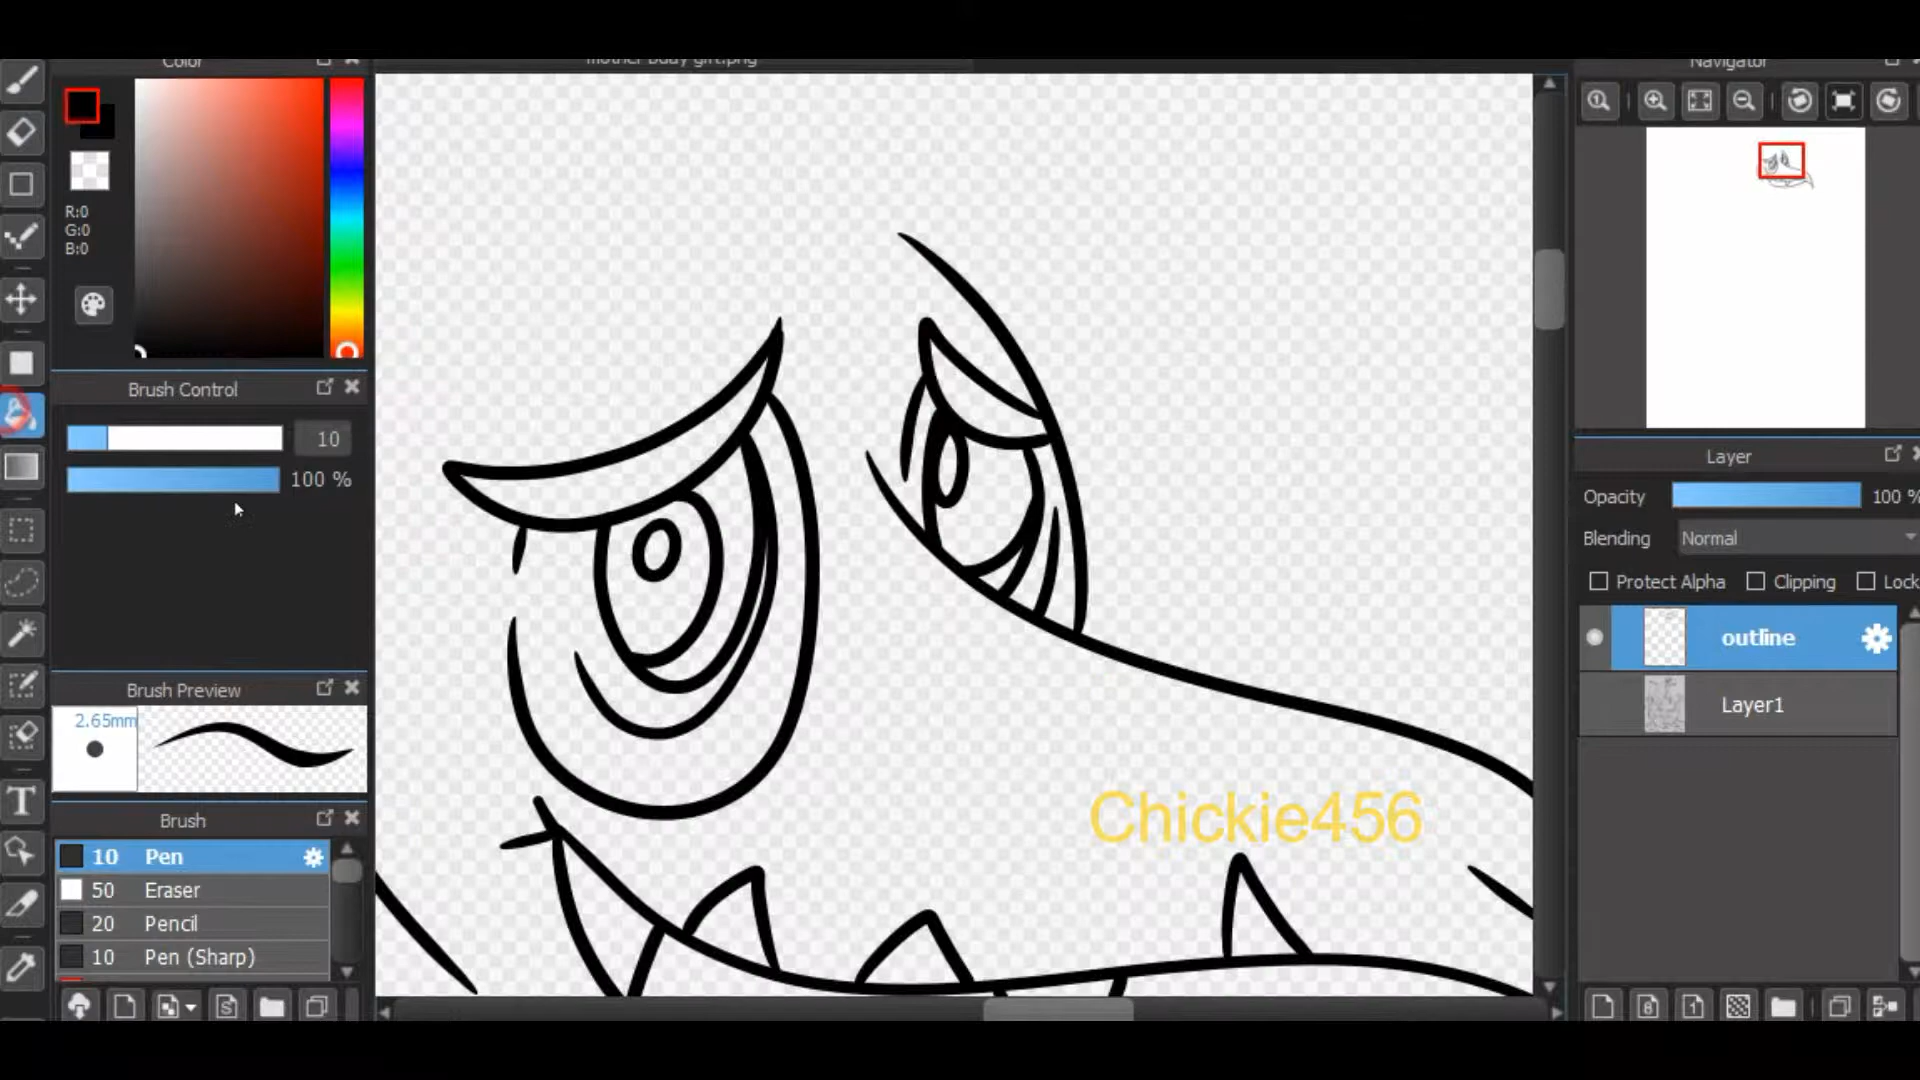 Color
mother bday gift.png
Navigator
R:0
G:0
B:0
Brush Control
10
100 %
Layer
Opacity
100 %
Blending
Normal
Protect Alpha
Clipping
Lock
outline
Layer1
Brush Preview
2.65mm
Brush
10 Pen
50 Eraser
20 Pencil
10 Pen (Sharp)
Chickie456